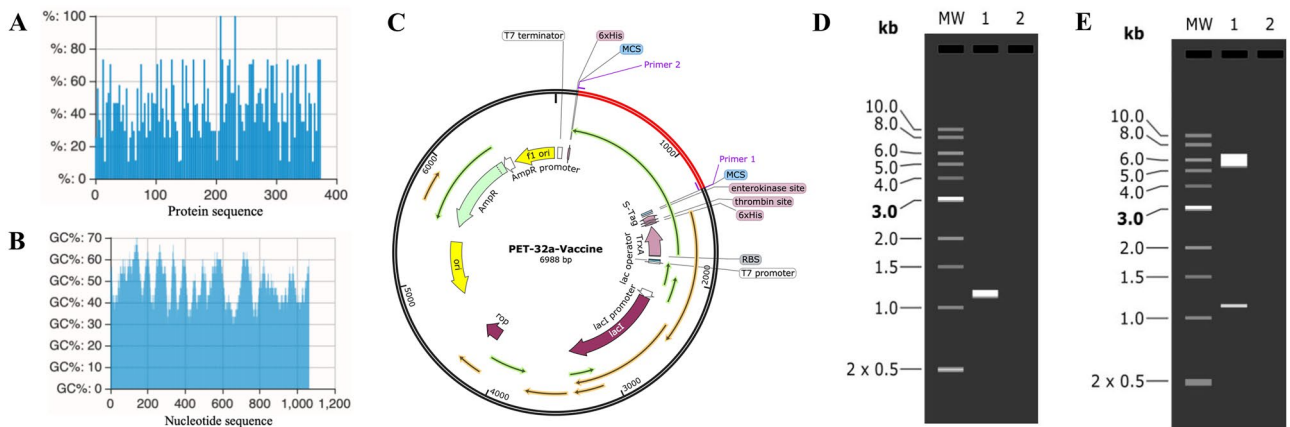 A
%: 100
%: 80
%: 60
%: 40
%: 20
%: 0
0 100 200 300 400
Protein sequence
B
GC%: 70
GC%: 60
GC%: 50
GC%: 40
GC%: 30
GC%: 20
GC%: 10
GC%: 0
0 200 400 600 800 1,000 1,200
Nucleotide sequence
C
T7 terminator
6xHis
MCS
Primer 2
1000
Primer 1
MCS
enterokinase site
thrombin site
6xHis
S-Tag
TrxA
lac operator
RBS
T7 promoter
2000
lacI promoter
lacI
3000
4000
rop
5000
ori
6000
AmpR
AmpR promoter
f1 ori
PET-32a-Vaccine
6988 bp
D
kb MW 1 2
10.0
8.0
6.0
5.0
4.0
3.0
2.0
1.5
1.0
2 x 0.5
E
kb MW 1 2
10.0
8.0
6.0
5.0
4.0
3.0
2.0
1.5
1.0
2 x 0.5